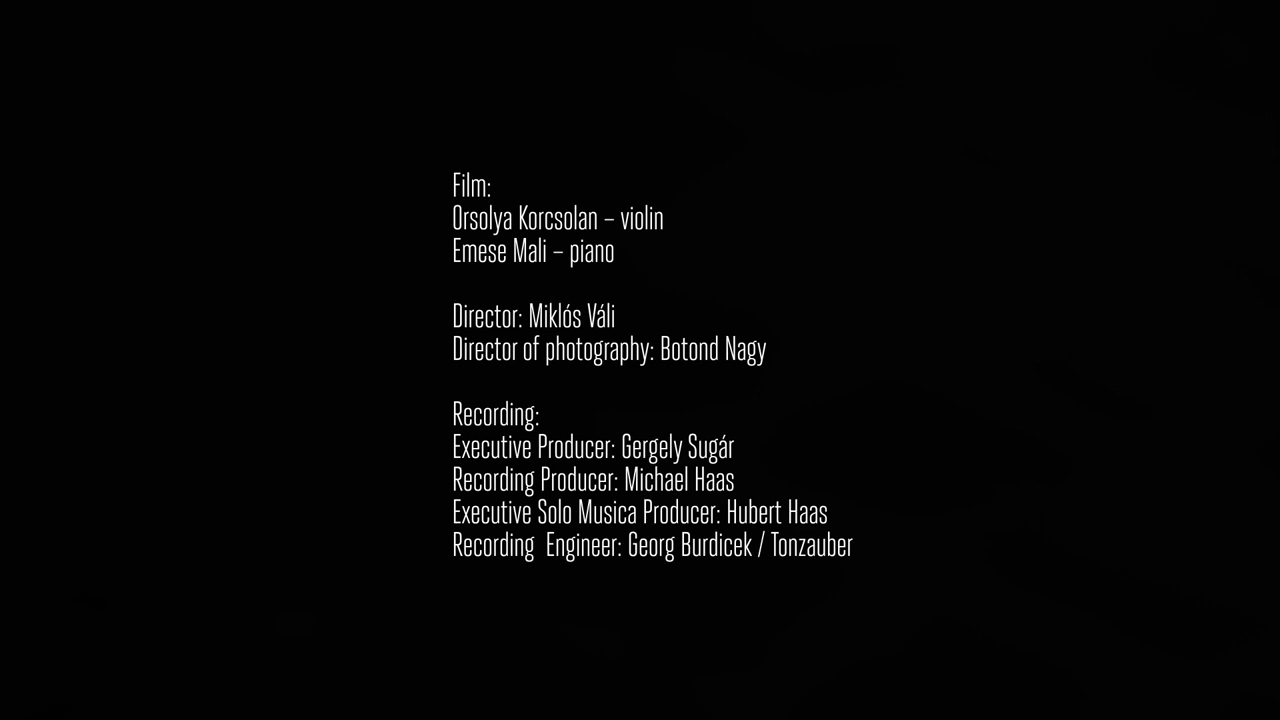 Film:
Orsolya Korcsolan – violin
Emese Mali – piano
Director: Miklós Váli
Director of photography: Botond Nagy
Recording:
Executive Producer: Gergely Sugár
Recording Producer: Michael Haas
Executive Solo Musica Producer: Hubert Haas
Recording  Engineer: Georg Burdicek / Tonzauber